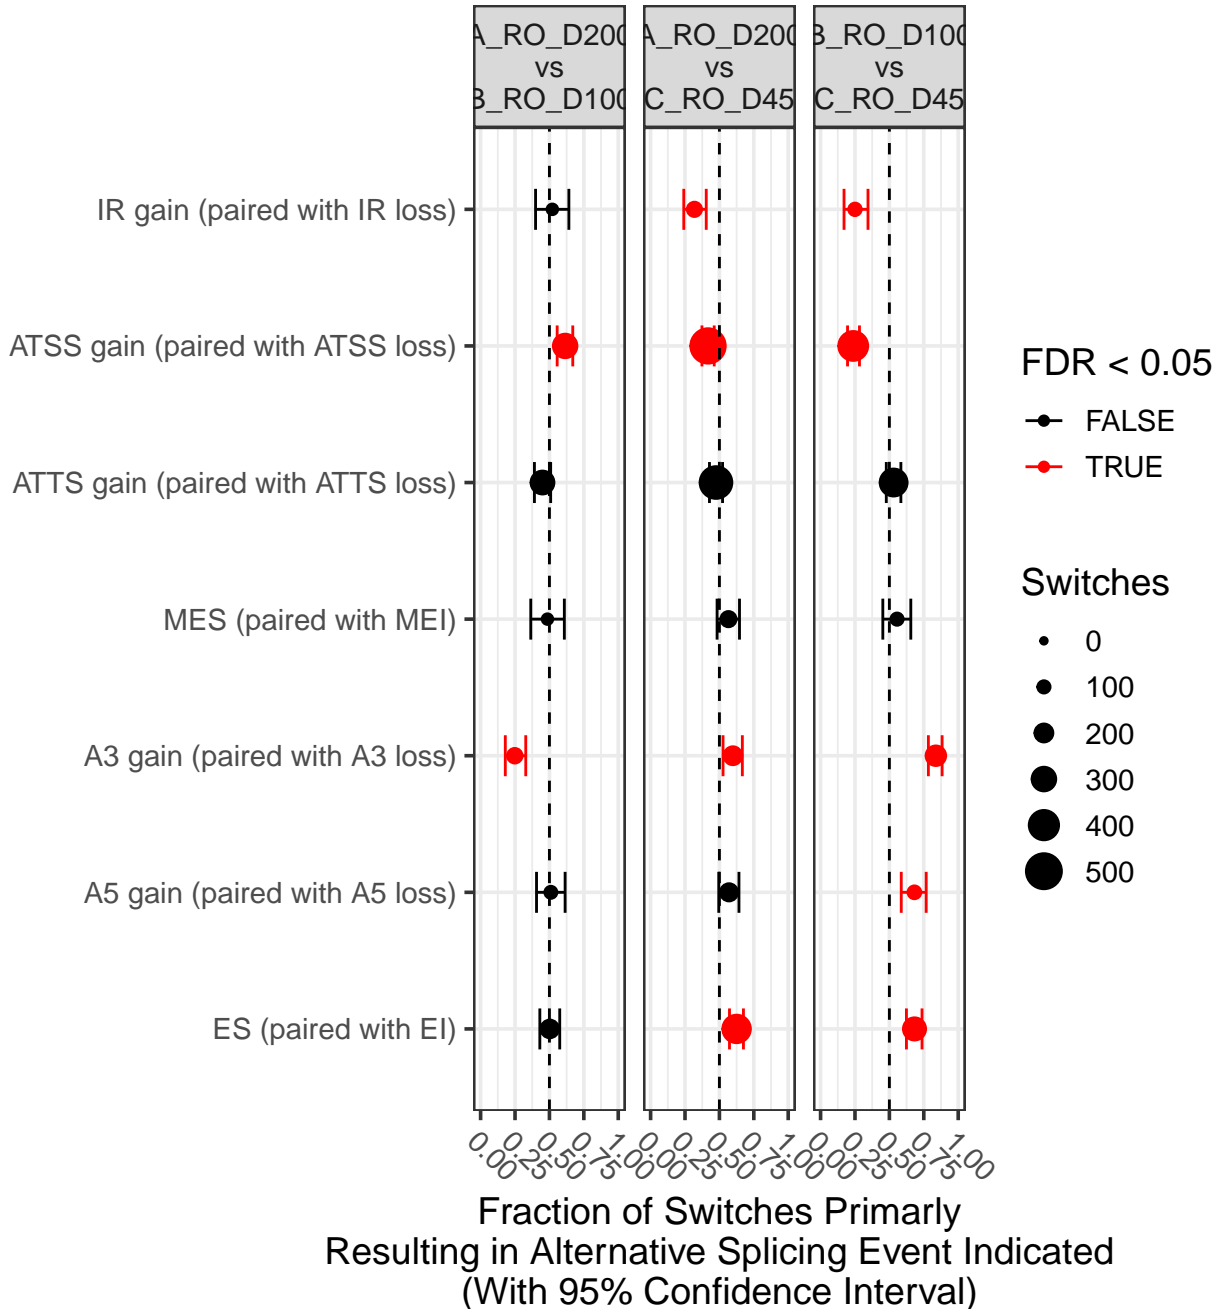 A_RO_D200
vs
B_RO_D100
A_RO_D200
vs
C_RO_D45
B_RO_D100
vs
C_RO_D45
IR gain (paired with IR loss)
ATSS gain (paired with ATSS loss)
ATTS gain (paired with ATTS loss)
MES (paired with MEI)
A3 gain (paired with A3 loss)
A5 gain (paired with A5 loss)
ES (paired with EI)
0.00
0.25
0.50
0.75
1.00
0.00
0.25
0.50
0.75
1.00
0.00
0.25
0.50
0.75
1.00
Fraction of Switches Primarly
Resulting in Alternative Splicing Event Indicated
(With 95% Confidence Interval)
FDR < 0.05
FALSE
TRUE
Switches
0
100
200
300
400
500